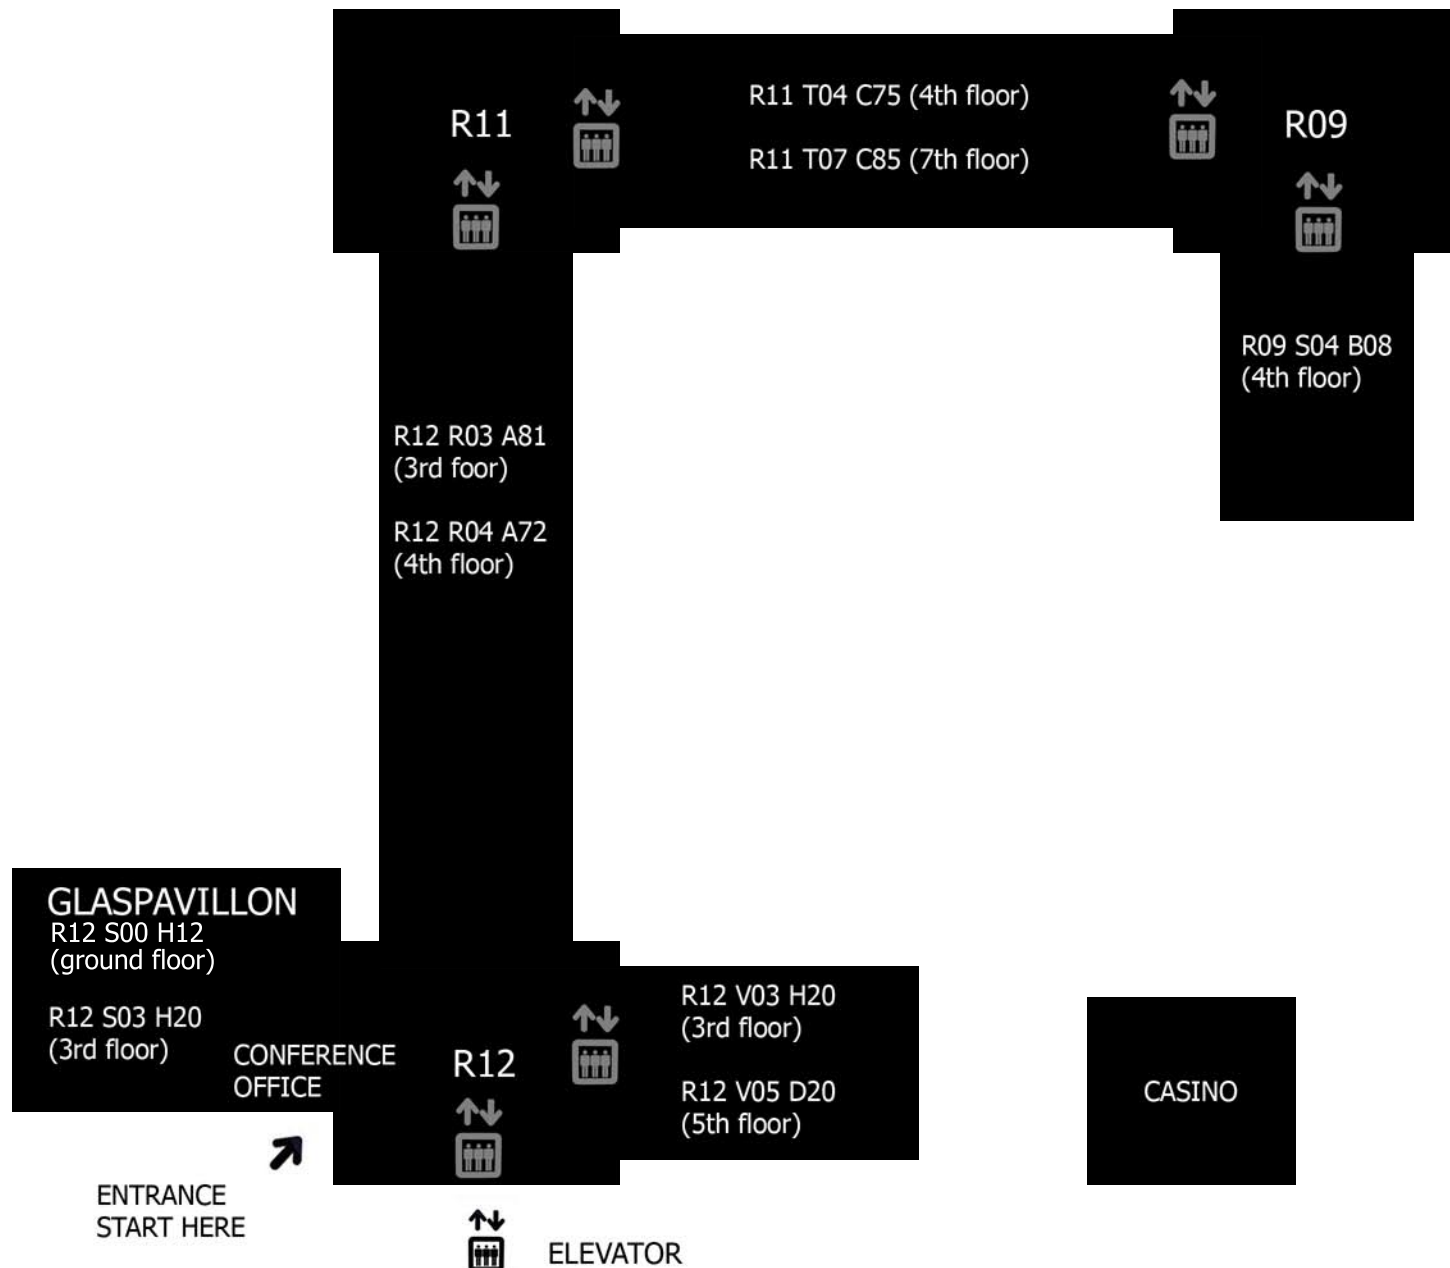 R11
R11 T04 C75 (4th floor)
R11 T07 C85 (7th floor)
R09
R09 S04 B08
(4th floor)
R12 R03 A81
(3rd foor)
R12 R04 A72
(4th floor)
GLASPAVILLON
R12 S00 H12
(ground floor)
R12 S03 H20
(3rd floor)
CONFERENCE
OFFICE
R12
R12 V03 H20
(3rd floor)
R12 V05 D20
(5th floor)
CASINO
ENTRANCE
START HERE
ELEVATOR